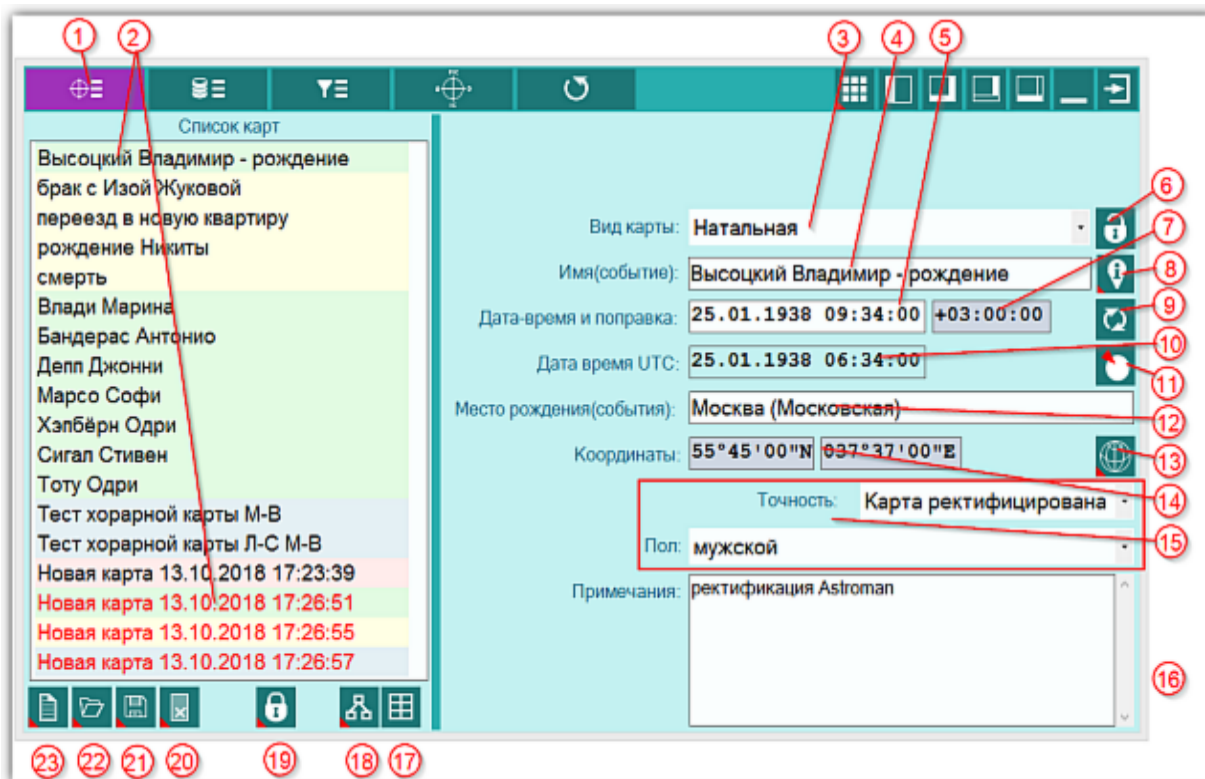 1 2 3 4 5
Список карт
Высоцкий Владимир - рождение
брак с Изой Жуковой
переезд в новую квартиру
рождение Никиты
смерть
Влади Марина
Бандерас Антонио
Депп Джонни
Марсо Софи
Хэпбёрн Одри
Сигал Стивен
Тоту Одри
Тест хорарной карты М-В
Тест хорарной карты Л-С М-В
Новая карта 13.10.2018 17:23:39
Новая карта 13.10.2018 17:26:51
Новая карта 13.10.2018 17:26:55
Новая карта 13.10.2018 17:26:57
Вид карты: Натальная 6
7
Имя(событие): Высоцкий Владимир - рождение 8
Дата-время и поправка: 25.01.1938 09:34:00 +03:00:00 9
10
Дата время UTC: 25.01.1938 06:34:00 11
Место рождения(события): Москва (Московская) 12
Координаты: 55°45'00"N 037°37'00"E 13
Точность: Карта ректифицирована 14
15
Пол: мужской
Примечания: ректификация Astroman
16
23 22 21 20 19 18 17